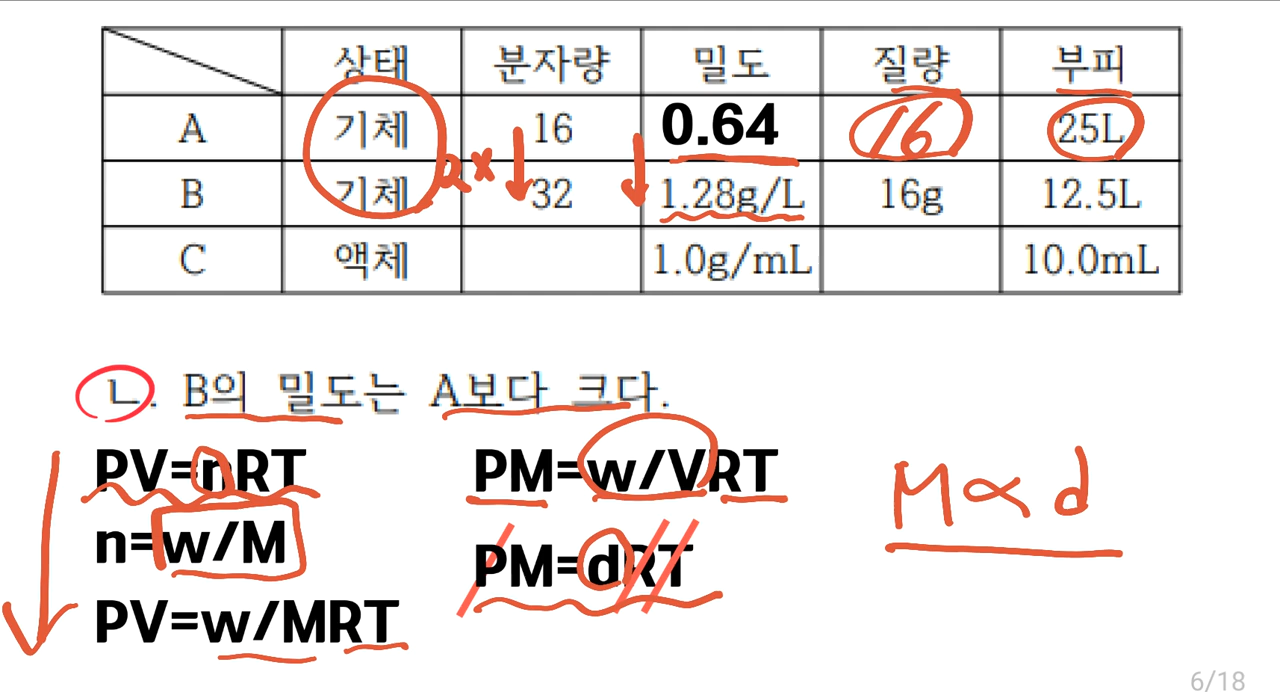 상태 분자량 밀도 질량 부피
A 기체 16 0.64 16 25L
2×
B 기체 32 1.28g/L 16g 12.5L
C 액체 1.0g/mL 10.0mL
ㄴ. B의 밀도는 A보다 크다.
PV=nRT
n=w/M
PV=w/MRT
PM=w/VRT
PM=dRT
M∝d
6/18